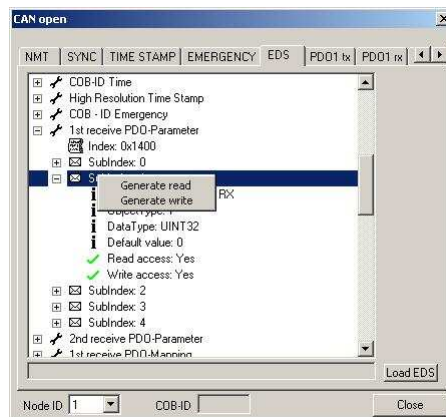 CAN open
NMT SYNC TIME STAMP EMERGENCY EDS PDO1 tx PDO1 rx
COB-ID Time
High Resolution Time Stamp
COB - ID Emergency
1st receive PDO-Parameter
Index: 0x1400
SubIndex: 0
Generate read
RX
Generate write
DataType: UINT32
Default value: 0
Read access: Yes
Write access: Yes
SubIndex: 2
SubIndex: 3
SubIndex: 4
2nd receive PDO-Parameter
1st receive PDO-Mapping
Load EDS
Node ID 1 COB-ID Close